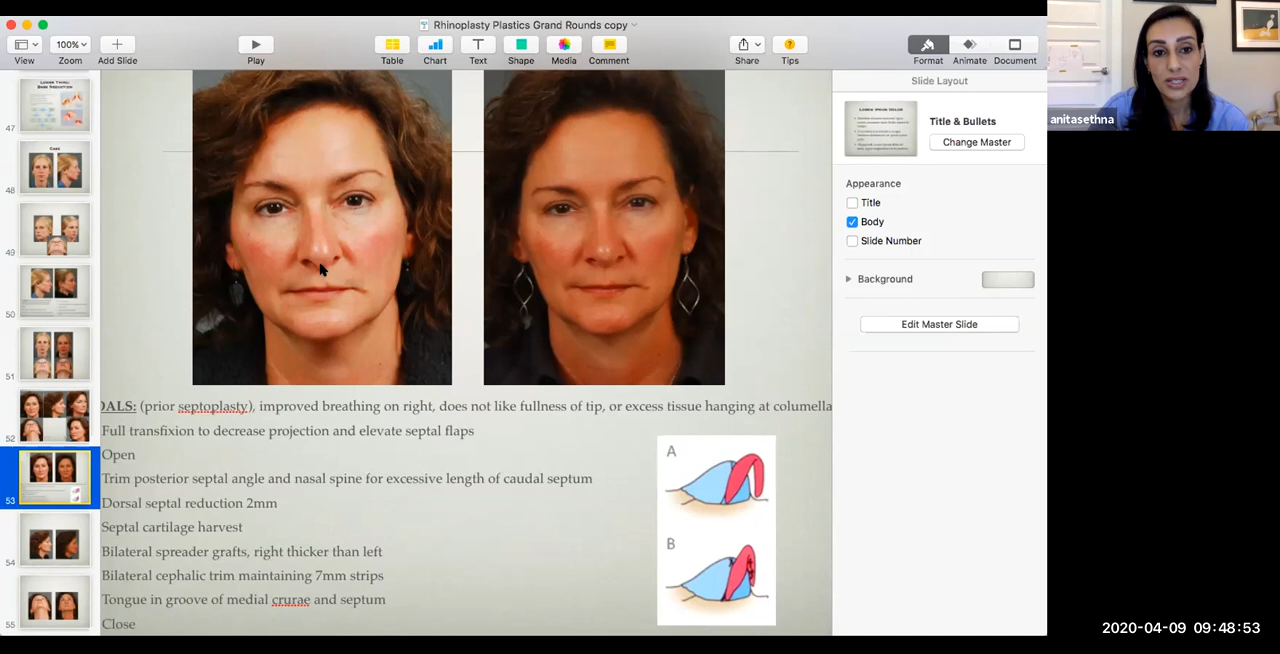 Rhinoplasty Plastics Grand Rounds copy
100%
View
Zoom
Add Slide
Play
Table
Chart
Text
Shape
Media
Comment
Share
Tips
Format
Animate
Document
47
48
49
50
51
52
53
54
55
Case
OALS: (prior septoplasty), improved breathing on right, does not like fullness of tip, or excess tissue hanging at columella
Full transfixion to decrease projection and elevate septal flaps
Open
Trim posterior septal angle and nasal spine for excessive length of caudal septum
Dorsal septal reduction 2mm
Septal cartilage harvest
Bilateral spreader grafts, right thicker than left
Bilateral cephalic trim maintaining 7mm strips
Tongue in groove of medial crurae and septum
Close
A
B
Slide Layout
Title & Bullets
Change Master
Appearance
Title
Body
Slide Number
Background
Edit Master Slide
anitasethna
2020-04-09 09:48:53